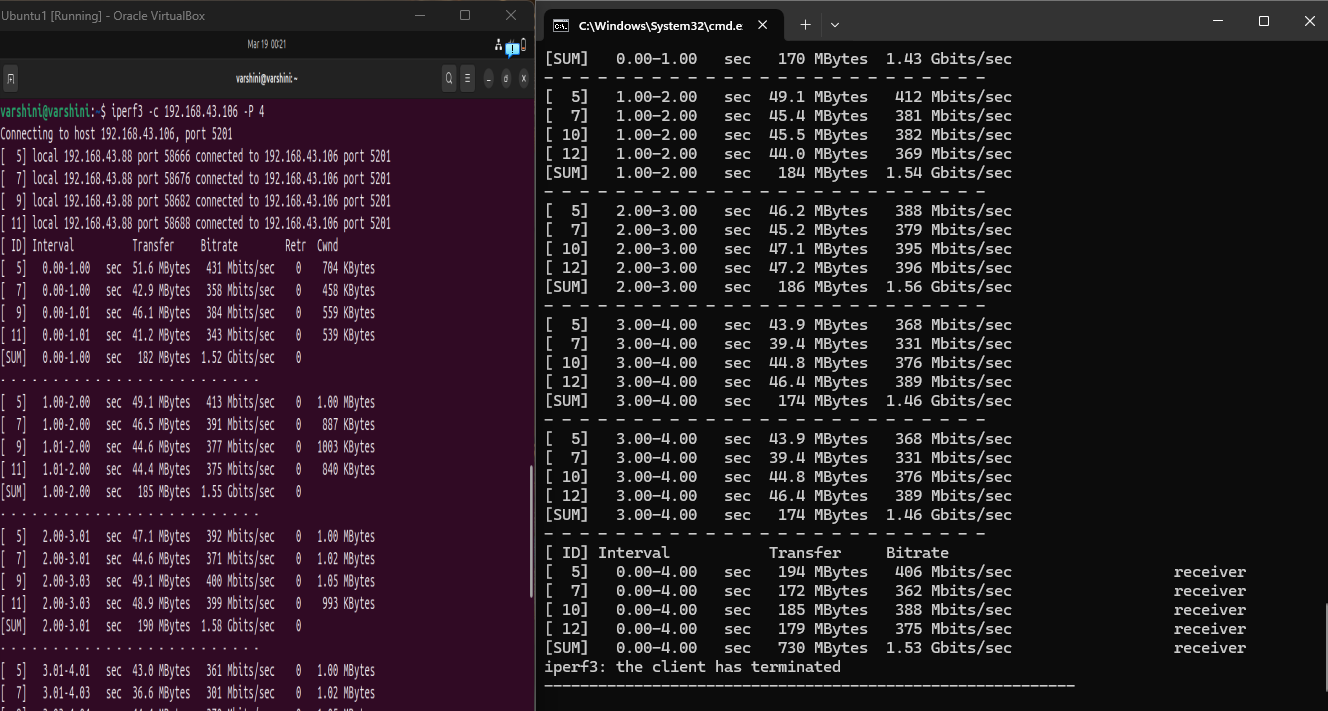 Ubuntu1 [Running] - Oracle VirtualBox
Mar 19 00:21
varshini@varshini: ~
varshini@varshini:~$ iperf3 -c 192.168.43.106 -P 4
Connecting to host 192.168.43.106, port 5201
[  5] local 192.168.43.88 port 58666 connected to 192.168.43.106 port 5201
[  7] local 192.168.43.88 port 58676 connected to 192.168.43.106 port 5201
[  9] local 192.168.43.88 port 58682 connected to 192.168.43.106 port 5201
[ 11] local 192.168.43.88 port 58688 connected to 192.168.43.106 port 5201
[ ID] Interval           Transfer     Bitrate         Retr  Cwnd
[  5]   0.00-1.00   sec  51.6 MBytes   431 Mbits/sec    0    704 KBytes
[  7]   0.00-1.00   sec  42.9 MBytes   358 Mbits/sec    0    458 KBytes
[  9]   0.00-1.01   sec  46.1 MBytes   384 Mbits/sec    0    559 KBytes
[ 11]   0.00-1.01   sec  41.2 MBytes   343 Mbits/sec    0    539 KBytes
[SUM]   0.00-1.00   sec   182 MBytes  1.52 Gbits/sec    0
- - - - - - - - - - - - - - - - - - - - - - - - -
[  5]   1.00-2.00   sec  49.1 MBytes   413 Mbits/sec    0   1.00 MBytes
[  7]   1.00-2.00   sec  46.5 MBytes   391 Mbits/sec    0    887 KBytes
[  9]   1.01-2.00   sec  44.6 MBytes   377 Mbits/sec    0   1003 KBytes
[ 11]   1.01-2.00   sec  44.4 MBytes   375 Mbits/sec    0    840 KBytes
[SUM]   1.00-2.00   sec   185 MBytes  1.55 Gbits/sec    0
- - - - - - - - - - - - - - - - - - - - - - - - -
[  5]   2.00-3.01   sec  47.1 MBytes   392 Mbits/sec    0   1.00 MBytes
[  7]   2.00-3.01   sec  44.6 MBytes   371 Mbits/sec    0   1.02 MBytes
[  9]   2.00-3.03   sec  49.1 MBytes   400 Mbits/sec    0   1.05 MBytes
[ 11]   2.00-3.03   sec  48.9 MBytes   399 Mbits/sec    0    993 KBytes
[SUM]   2.00-3.01   sec   190 MBytes  1.58 Gbits/sec    0
- - - - - - - - - - - - - - - - - - - - - - - - -
[  5]   3.01-4.01   sec  43.0 MBytes   361 Mbits/sec    0   1.00 MBytes
[  7]   3.01-4.03   sec  36.6 MBytes   301 Mbits/sec    0   1.02 MBytes
C:\Windows\System32\cmd.e
[SUM]   0.00-1.00   sec   170 MBytes  1.43 Gbits/sec
- - - - - - - - - - - - - - - - - - - - - - - - -
[  5]   1.00-2.00   sec  49.1 MBytes   412 Mbits/sec
[  7]   1.00-2.00   sec  45.4 MBytes   381 Mbits/sec
[ 10]   1.00-2.00   sec  45.5 MBytes   382 Mbits/sec
[ 12]   1.00-2.00   sec  44.0 MBytes   369 Mbits/sec
[SUM]   1.00-2.00   sec   184 MBytes  1.54 Gbits/sec
- - - - - - - - - - - - - - - - - - - - - - - - -
[  5]   2.00-3.00   sec  46.2 MBytes   388 Mbits/sec
[  7]   2.00-3.00   sec  45.2 MBytes   379 Mbits/sec
[ 10]   2.00-3.00   sec  47.1 MBytes   395 Mbits/sec
[ 12]   2.00-3.00   sec  47.2 MBytes   396 Mbits/sec
[SUM]   2.00-3.00   sec   186 MBytes  1.56 Gbits/sec
- - - - - - - - - - - - - - - - - - - - - - - - -
[  5]   3.00-4.00   sec  43.9 MBytes   368 Mbits/sec
[  7]   3.00-4.00   sec  39.4 MBytes   331 Mbits/sec
[ 10]   3.00-4.00   sec  44.8 MBytes   376 Mbits/sec
[ 12]   3.00-4.00   sec  46.4 MBytes   389 Mbits/sec
[SUM]   3.00-4.00   sec   174 MBytes  1.46 Gbits/sec
- - - - - - - - - - - - - - - - - - - - - - - - -
[  5]   3.00-4.00   sec  43.9 MBytes   368 Mbits/sec
[  7]   3.00-4.00   sec  39.4 MBytes   331 Mbits/sec
[ 10]   3.00-4.00   sec  44.8 MBytes   376 Mbits/sec
[ 12]   3.00-4.00   sec  46.4 MBytes   389 Mbits/sec
[SUM]   3.00-4.00   sec   174 MBytes  1.46 Gbits/sec
- - - - - - - - - - - - - - - - - - - - - - - - -
[ ID] Interval           Transfer     Bitrate
[  5]   0.00-4.00   sec   194 MBytes   406 Mbits/sec                  receiver
[  7]   0.00-4.00   sec   172 MBytes   362 Mbits/sec                  receiver
[ 10]   0.00-4.00   sec   185 MBytes   388 Mbits/sec                  receiver
[ 12]   0.00-4.00   sec   179 MBytes   375 Mbits/sec                  receiver
[SUM]   0.00-4.00   sec   730 MBytes  1.53 Gbits/sec                  receiver
iperf3: the client has terminated
-----------------------------------------------------------